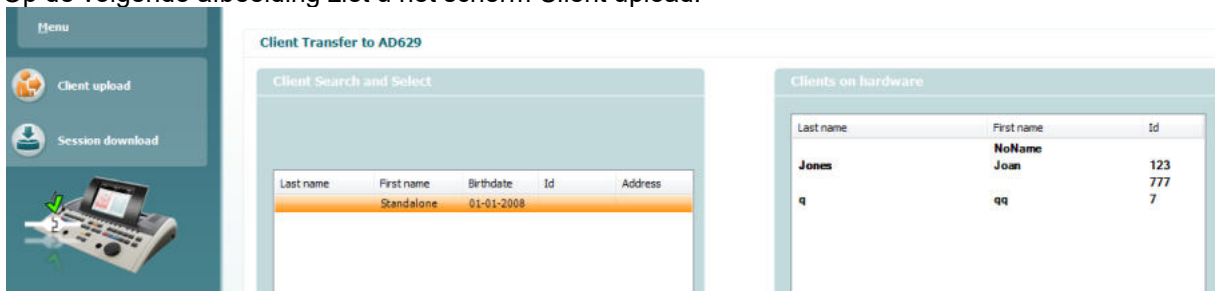 Op de volgende afbeelding ziet u het scherm Client upload.
Menu
Client upload
Session download
Client Transfer to AD629
Client Search and Select
Last name First name Birthdate Id Address
Standalone 01-01-2008
Clients on hardware
Last name First name Id
NoName
Jones Joan 123
777
q qq 7